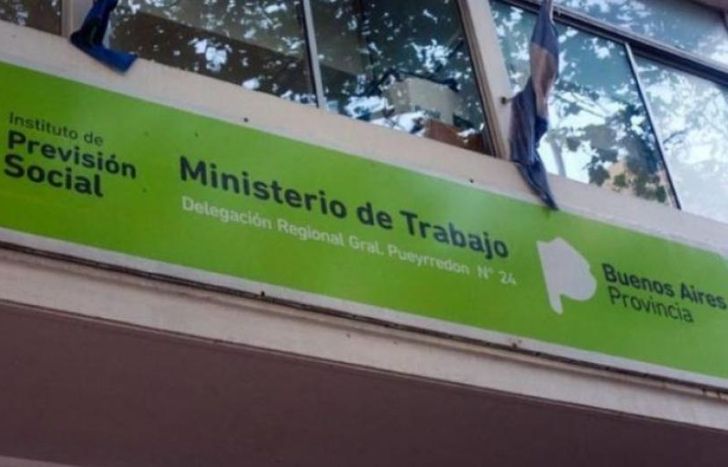 Instituto de
Previsión
Social
Ministerio de Trabajo
Delegación Regional Gral. Pueyrredon N° 24
Buenos Aires
Provincia